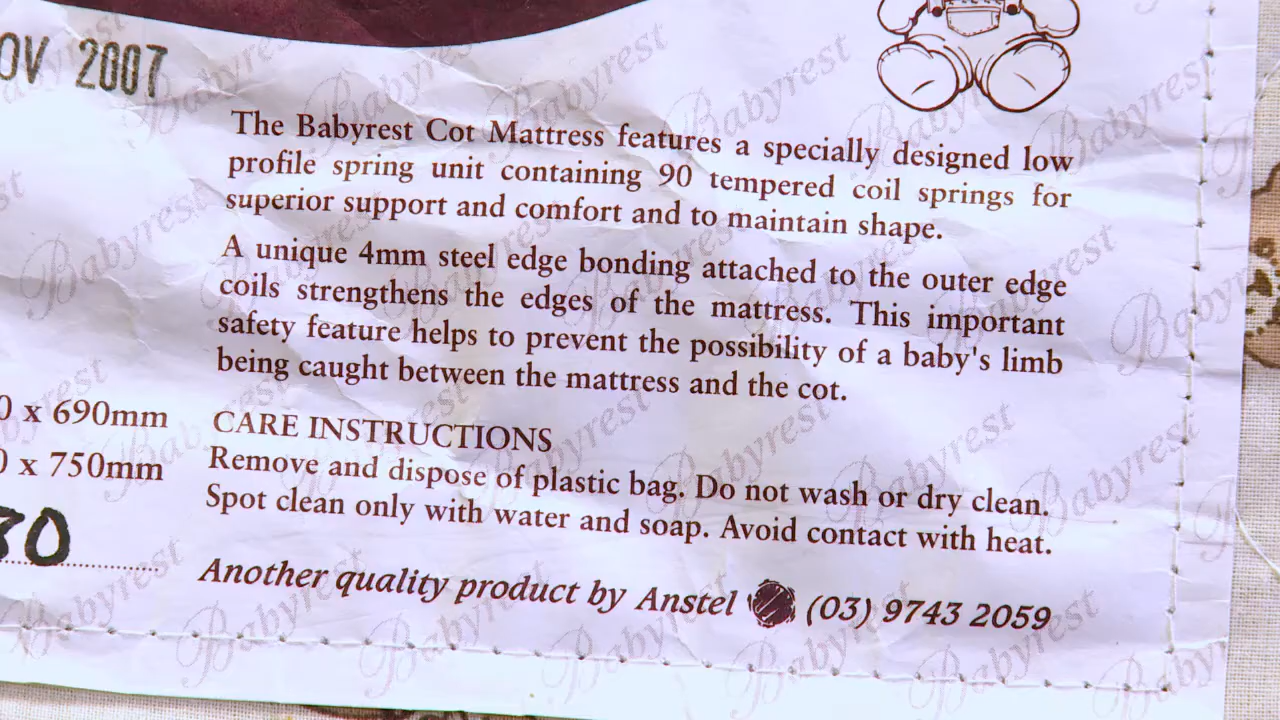 2007
The Babyrest Cot Mattress features a specially designed low
profile spring unit containing 90 tempered coil springs for
superior support and comfort and to maintain shape.
A unique 4mm steel edge bonding attached to the outer edge
coils strengthens the edges of the mattress. This important
safety feature helps to prevent the possibility of a baby's limb
being caught between the mattress and the cot.
0 x 690mm
0 x 750mm
CARE INSTRUCTIONS
Remove and dispose of plastic bag. Do not wash or dry clean.
Spot clean only with water and soap. Avoid contact with heat.
Another quality product by Anstel (03) 9743 2059